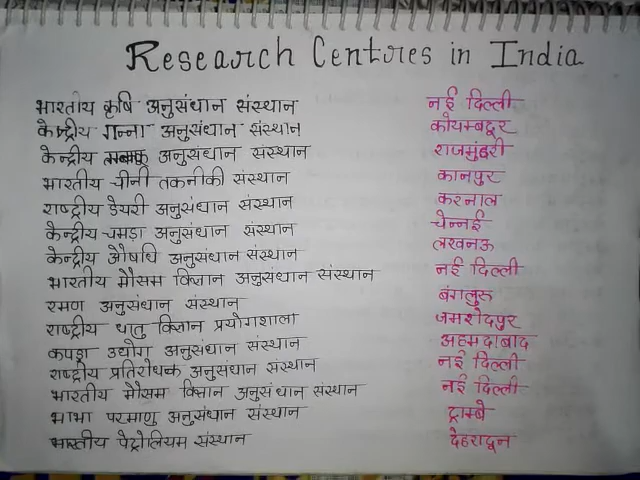 Research Centres in India
भारतीय कृषि अनुसंधान संस्थान नई दिल्ली
केन्द्रीय गन्ना अनुसंधान संस्थान कोयम्बटूर
केन्द्रीय तम्बाकू अनुसंधान संस्थान राजमुंदरी
भारतीय चीनी तकनीकी संस्थान कानपुर
राष्ट्रीय डेयरी अनुसंधान संस्थान करनाल
केन्द्रीय चमड़ा अनुसंधान संस्थान चेन्नई
केन्द्रीय औषधि अनुसंधान संस्थान लखनऊ
भारतीय मौसम विज्ञान अनुसंधान संस्थान नई दिल्ली
रमण अनुसंधान संस्थान बंगलुरु
राष्ट्रीय धातु विज्ञान प्रयोगशाला जमशेदपुर
कपड़ा उद्योग अनुसंधान संस्थान अहमदाबाद
राष्ट्रीय प्रतिरोधक अनुसंधान संस्थान नई दिल्ली
भारतीय मौसम विज्ञान अनुसंधान संस्थान नई दिल्ली
भाभा परमाणु अनुसंधान संस्थान ट्राम्बे
भारतीय पेट्रोलियम संस्थान देहरादून